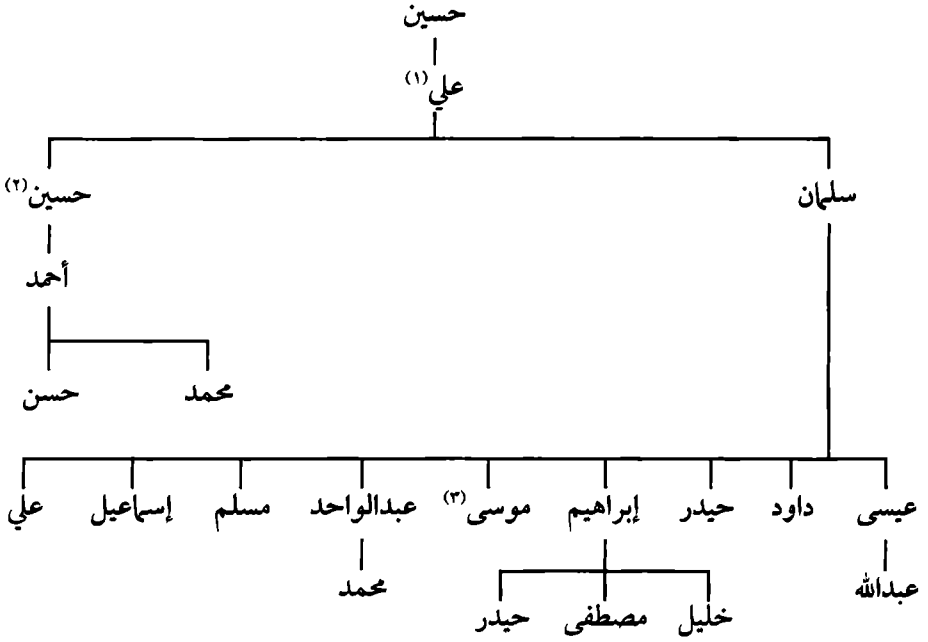 حسين
علي (١)
سلمان حسين (٢)
أحمد
محمد حسن
عيسى داود حيدر إبراهيم موسى (٣) عبدالواحد مسلم إسماعيل علي
عبدالله محمد
خليل مصطفى حيدر